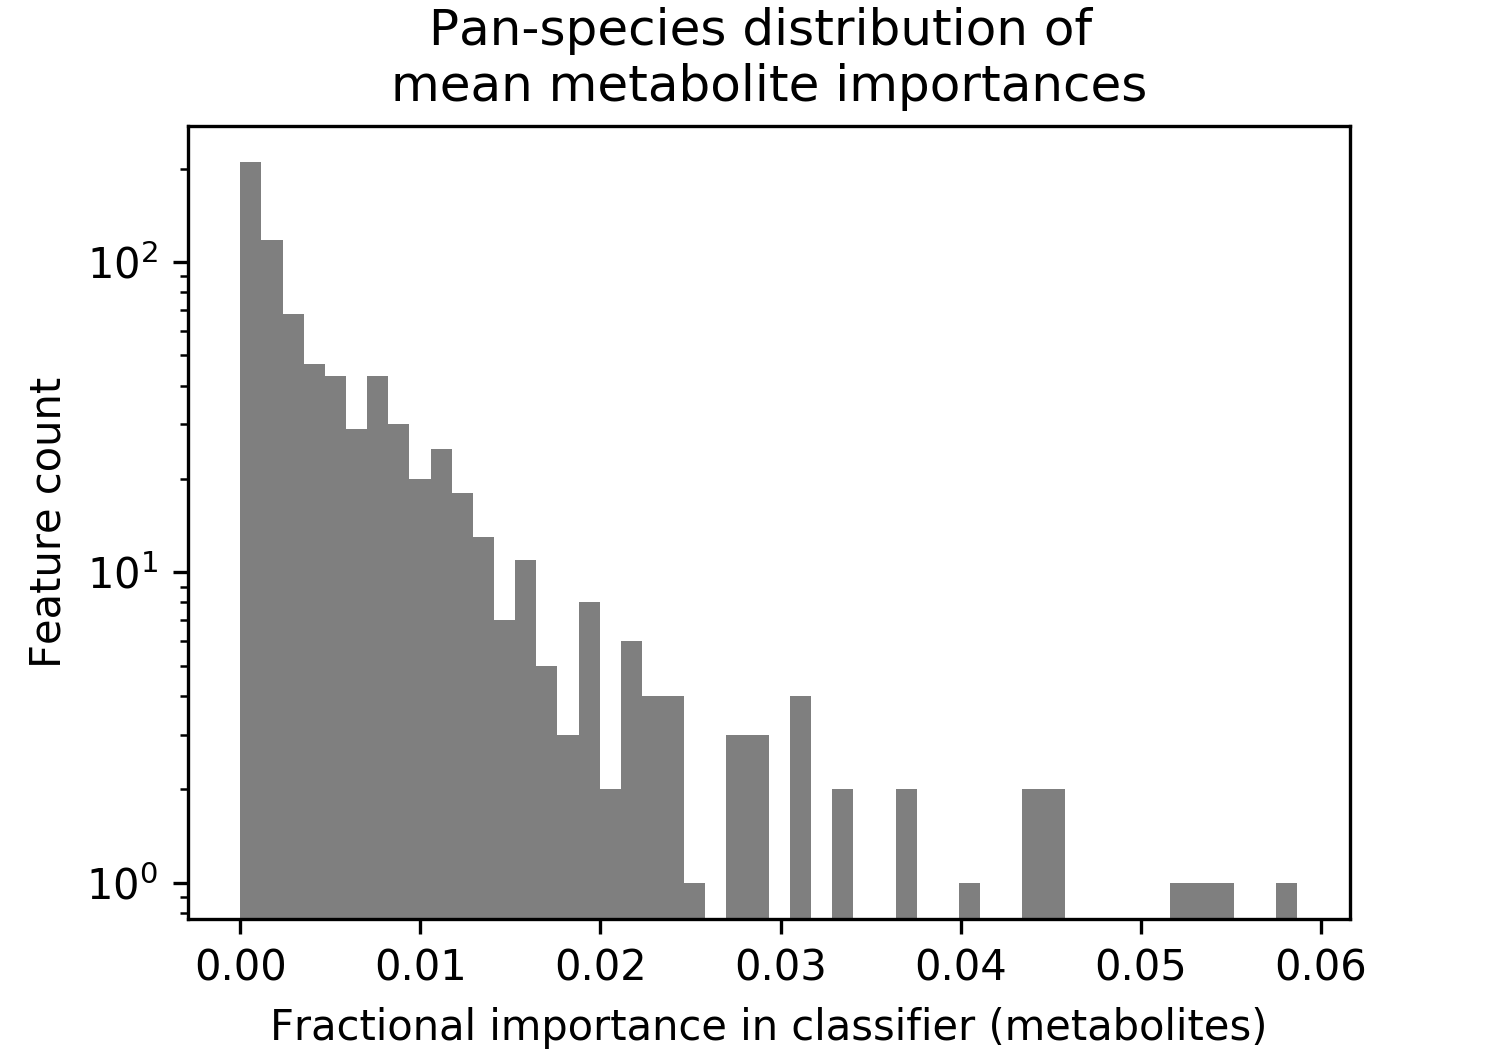 Pan-species distribution of
mean metabolite importances
Feature count
10²
10¹
10⁰
0.00 0.01 0.02 0.03 0.04 0.05 0.06
Fractional importance in classifier (metabolites)